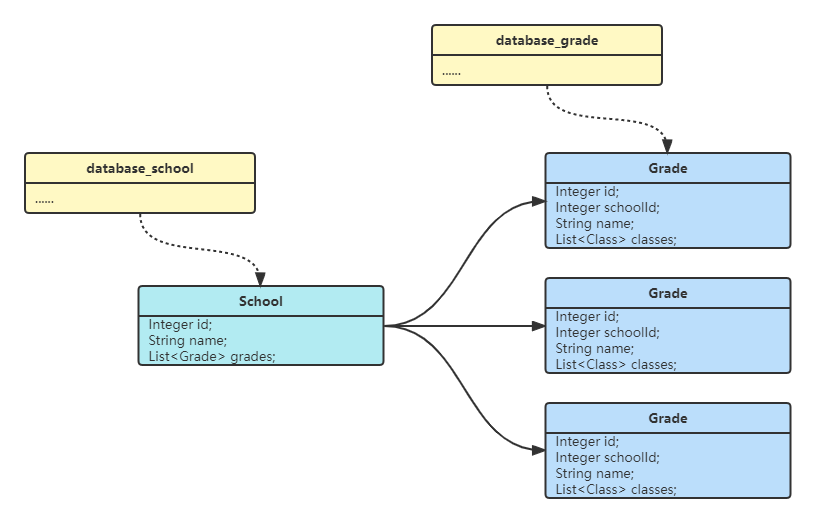 database_grade
......
database_school
......
School
Integer id;
String name;
List<Grade> grades;
Grade
Integer id;
Integer schoolId;
String name;
List<Class> classes;
Grade
Integer id;
Integer schoolId;
String name;
List<Class> classes;
Grade
Integer id;
Integer schoolId;
String name;
List<Class> classes;